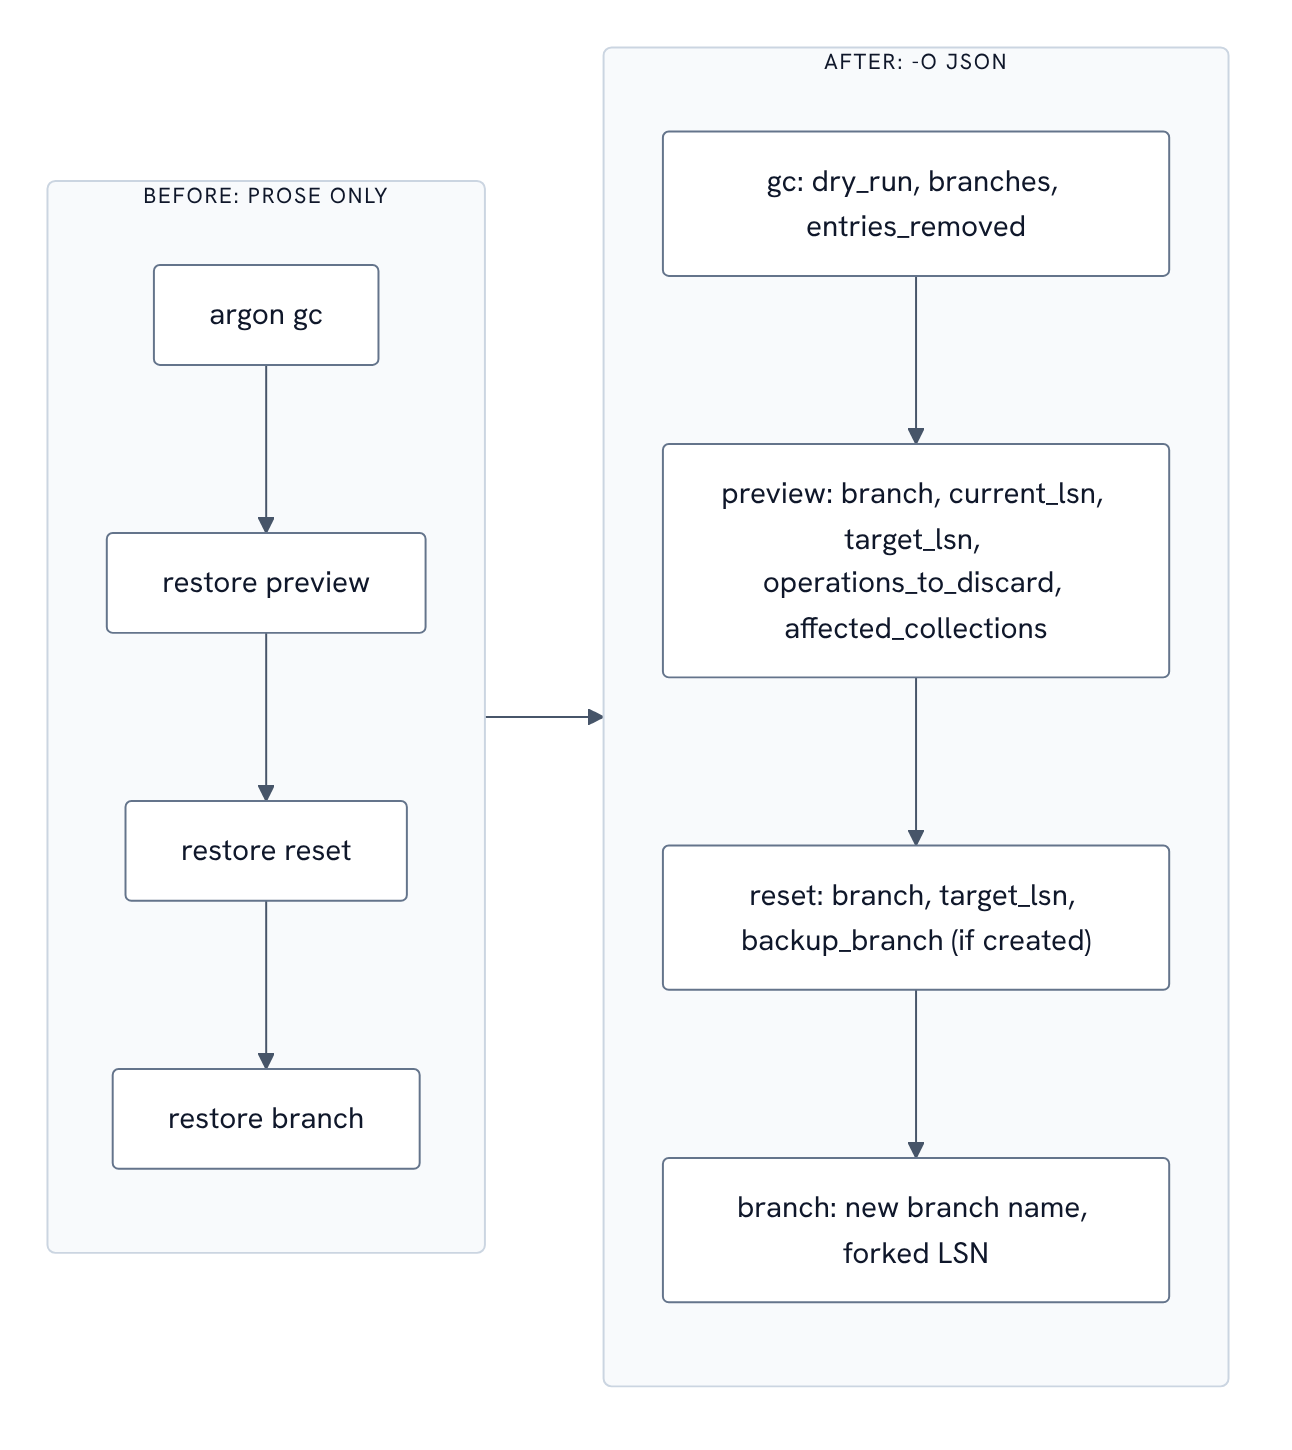 BEFORE: PROSE ONLY
argon gc
restore preview
restore reset
restore branch
AFTER: -O JSON
gc: dry_run, branches,
entries_removed
preview: branch, current_lsn,
target_lsn,
operations_to_discard,
affected_collections
reset: branch, target_lsn,
backup_branch (if created)
branch: new branch name,
forked LSN